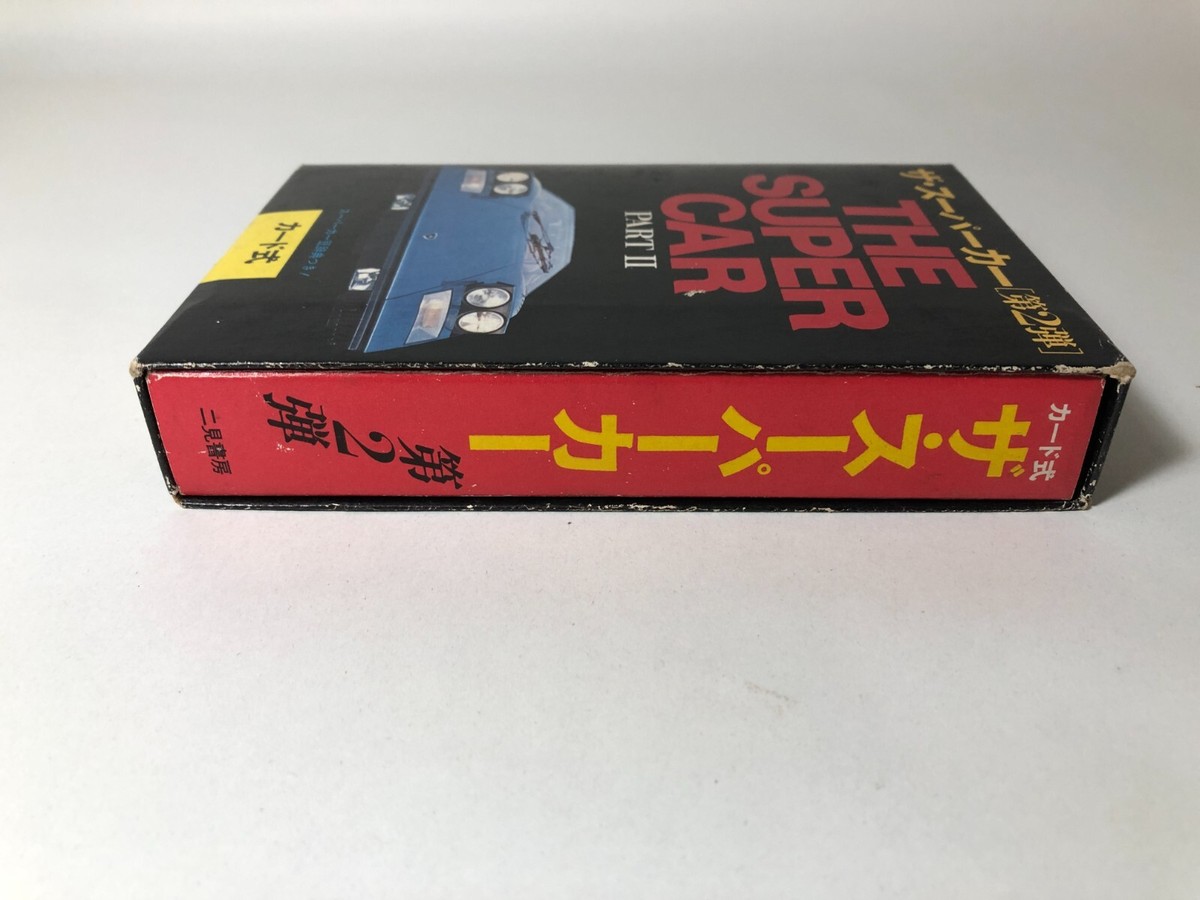 ザ・スーパーカー[第2弾]
THE
SUPER
CAR
PART II
カード式
カード式
ザ・スーパーカー
第2弾
二見書房